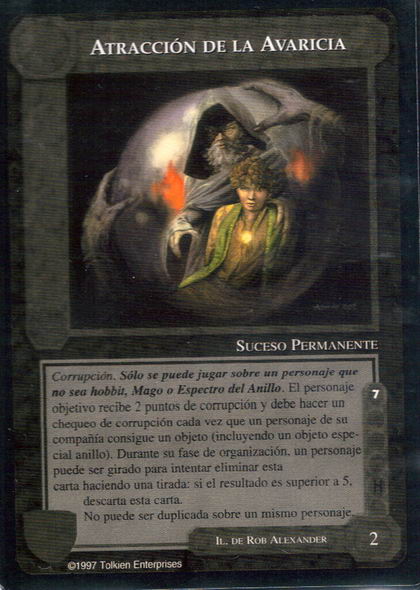 ATRACCIÓN DE LA AVARICIA
SUCESO PERMANENTE
Corrupción. Sólo se puede jugar sobre un personaje que
no sea hobbit, Mago o Espectro del Anillo. El personaje
objetivo recibe 2 puntos de corrupción y debe hacer un
chequeo de corrupción cada vez que un personaje de su
compañía consigue un objeto (incluyendo un objeto espe-
cial anillo). Durante su fase de organización, un personaje
puede ser girado para intentar eliminar esta
carta haciendo una tirada: si el resultado es superior a 5,
descarta esta carta.
No puede ser duplicada sobre un mismo personaje.
7
H
IL. DE ROB ALEXANDER
2
©1997 Tolkien Enterprises